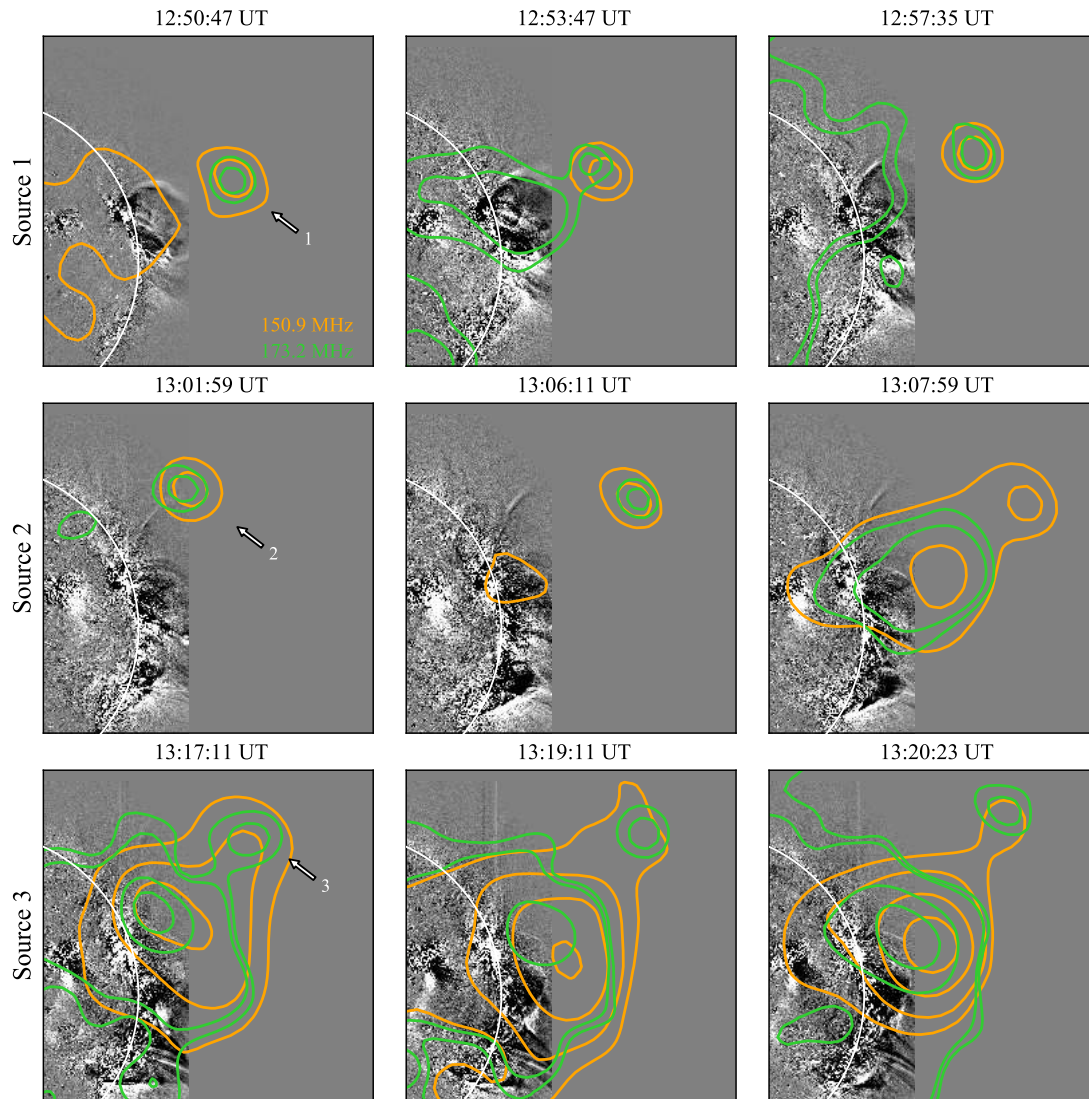 12:50:47 UT
12:53:47 UT
12:57:35 UT
Source 1
1
150.9 MHz
173.2 MHz
13:01:59 UT
13:06:11 UT
13:07:59 UT
Source 2
2
13:17:11 UT
13:19:11 UT
13:20:23 UT
Source 3
3